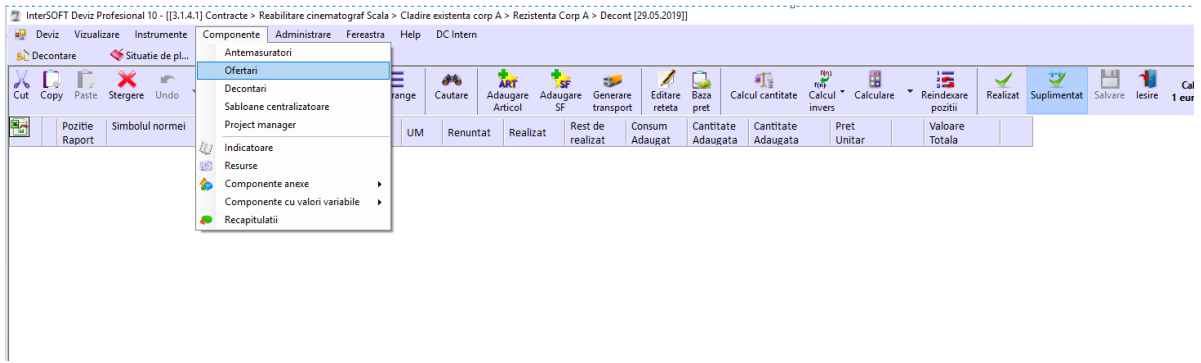 InterSOFT Deviz Profesional 10 - [[3.1.4.1] Contracte > Reabilitare cinematograf Scala > Cladire existenta corp A > Rezistenta Corp A > Decont [29.05.2019]]
Deviz Vizualizare Instrumente Componente Administrare Fereastra Help DC Intern
Decontare Situatie de pl...
Antemasuratori
Ofertari
Decontari
Sabloane centralizatoare
Project manager
Indicatoare
Resurse
Componente anexe
Componente cu valori variabile
Recapitulatii
Cut Copy Paste Stergere Undo
Cautare
Adaugare
Articol
Adaugare
SF
Generare
transport
Editare
reteta
Baza
pret
Calcul cantitate
Calcul
invers
Calculare
Reindexare
pozitii
Realizat Suplimentat Salvare Iesire
Pozitie
Raport
Simbolul normei
UM
Renuntat
Realizat
Rest de
realizat
Consum
Adaugat
Cantitate
Adaugata
Cantitate
Adaugata
Pret
Unitar
Valoare
Totala